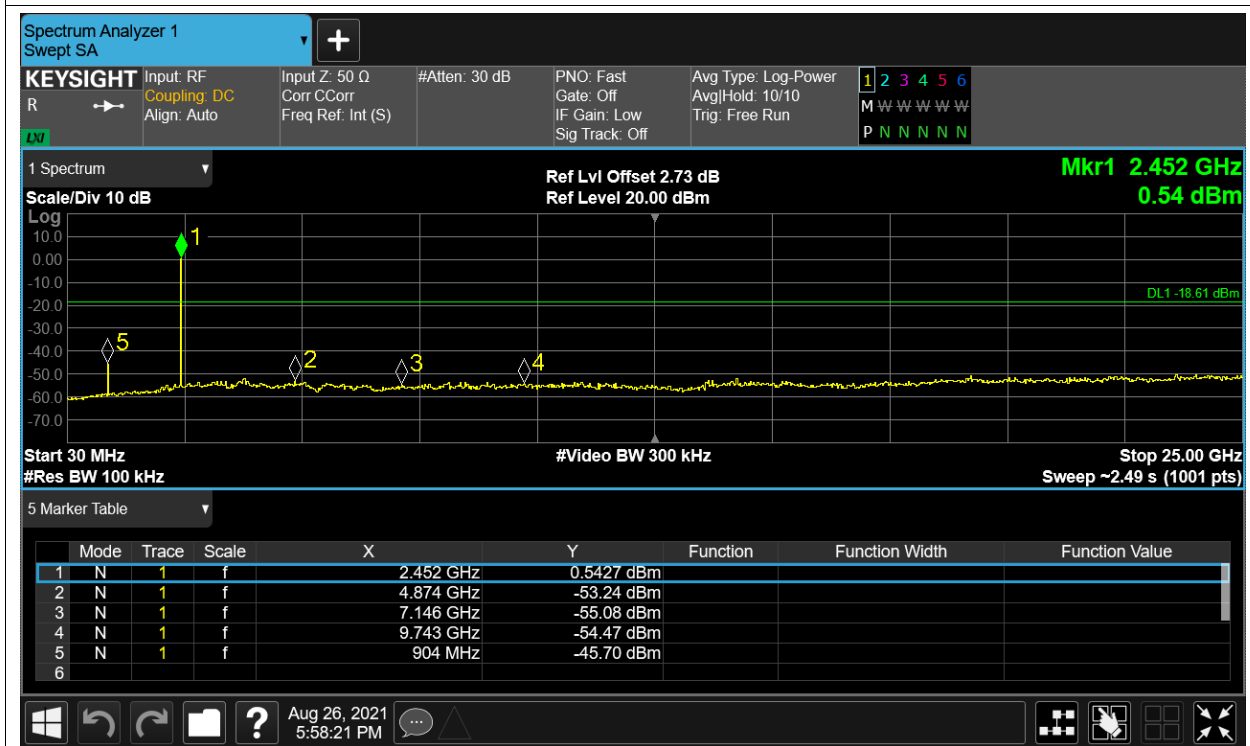 Spectrum Analyzer 1
Swept SA
+
KEYSIGHT Input: RF Input Z: 50 Ω #Atten: 30 dB PNO: Fast Avg Type: Log-Power 1 2 3 4 5 6
R Coupling: DC Corr CCorr Gate: Off Avg|Hold: 10/10 M W W W W W
Align: Auto Freq Ref: Int (S) IF Gain: Low Trig: Free Run
LXI Sig Track: Off P N N N N N
1 Spectrum Ref Lvl Offset 2.73 dB Mkr1 2.452 GHz
Scale/Div 10 dB Ref Level 20.00 dBm 0.54 dBm
Log
10.0 1
0.00
-10.0
DL1 -18.61 dBm
-20.0
-30.0
5
-40.0 2 3 4
-50.0
-60.0
-70.0
Start 30 MHz #Video BW 300 kHz Stop 25.00 GHz
#Res BW 100 kHz Sweep ~2.49 s (1001 pts)
5 Marker Table
Mode Trace Scale X Y Function Function Width Function Value
1 N 1 f 2.452 GHz 0.5427 dBm
2 N 1 f 4.874 GHz -53.24 dBm
3 N 1 f 7.146 GHz -55.08 dBm
4 N 1 f 9.743 GHz -54.47 dBm
5 N 1 f 904 MHz -45.70 dBm
6
? Aug 26, 2021
5:58:21 PM